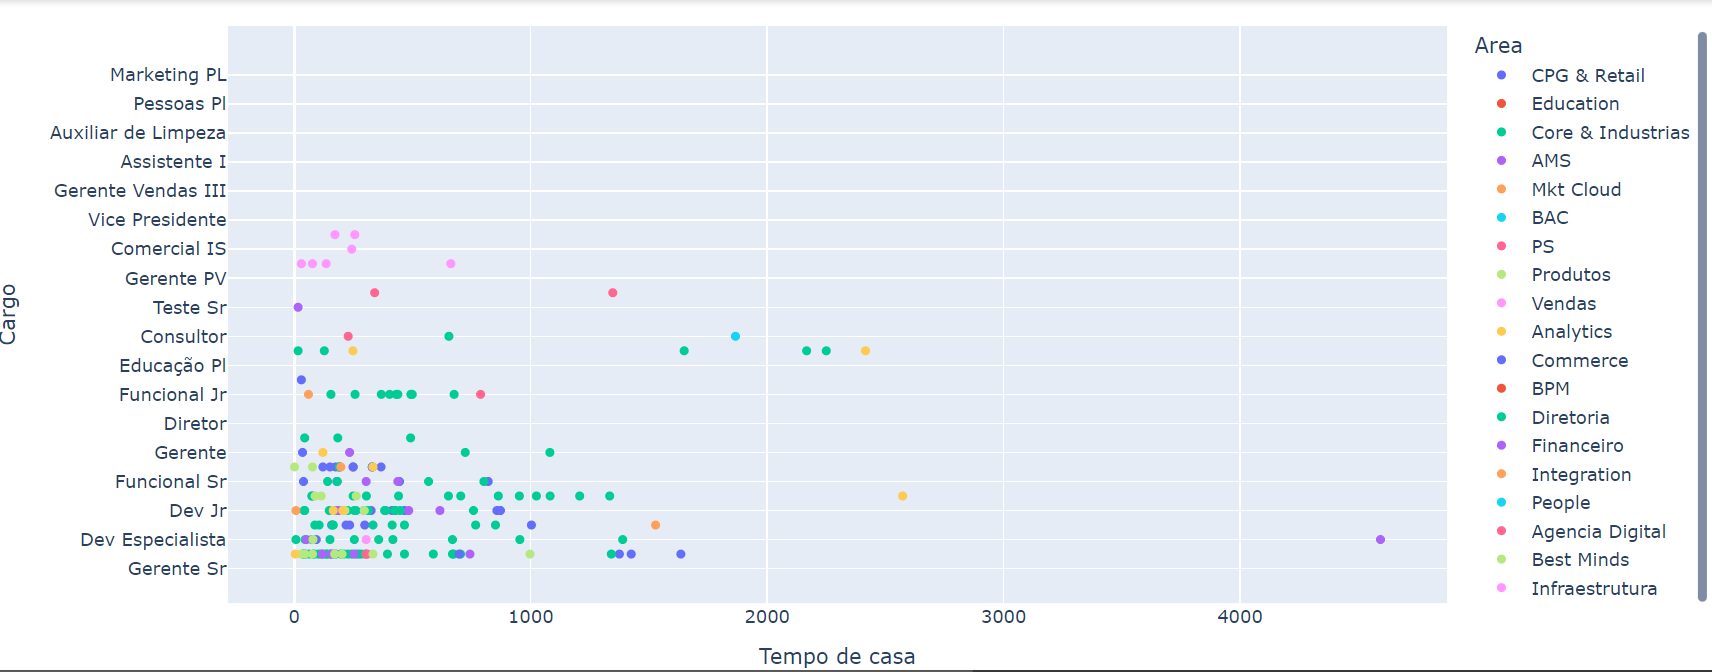 Marketing PL
Pessoas Pl
Auxiliar de Limpeza
Assistente I
Gerente Vendas III
Vice Presidente
Comercial IS
Gerente PV
Teste Sr
Consultor
Educação Pl
Funcional Jr
Diretor
Gerente
Funcional Sr
Dev Jr
Dev Especialista
Gerente Sr
Cargo
0 1000 2000 3000 4000
Tempo de casa
Area
CPG & Retail
Education
Core & Industrias
AMS
Mkt Cloud
BAC
PS
Produtos
Vendas
Analytics
Commerce
BPM
Diretoria
Financeiro
Integration
People
Agencia Digital
Best Minds
Infraestrutura